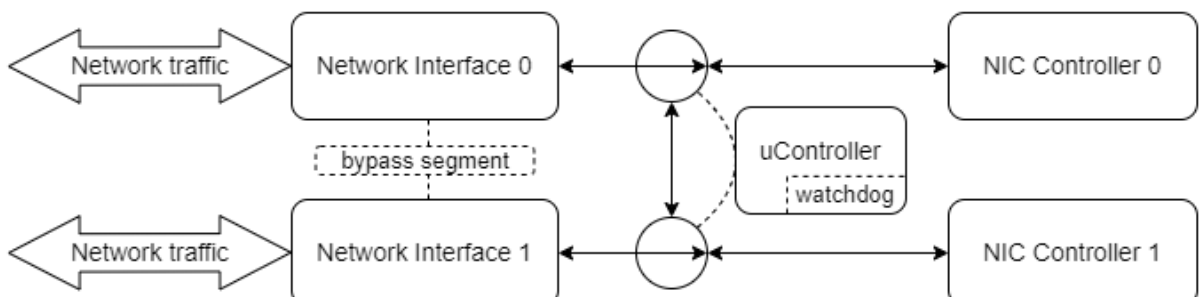 Network traffic
Network Interface 0
NIC Controller 0
bypass segment
uController
watchdog
Network traffic
Network Interface 1
NIC Controller 1